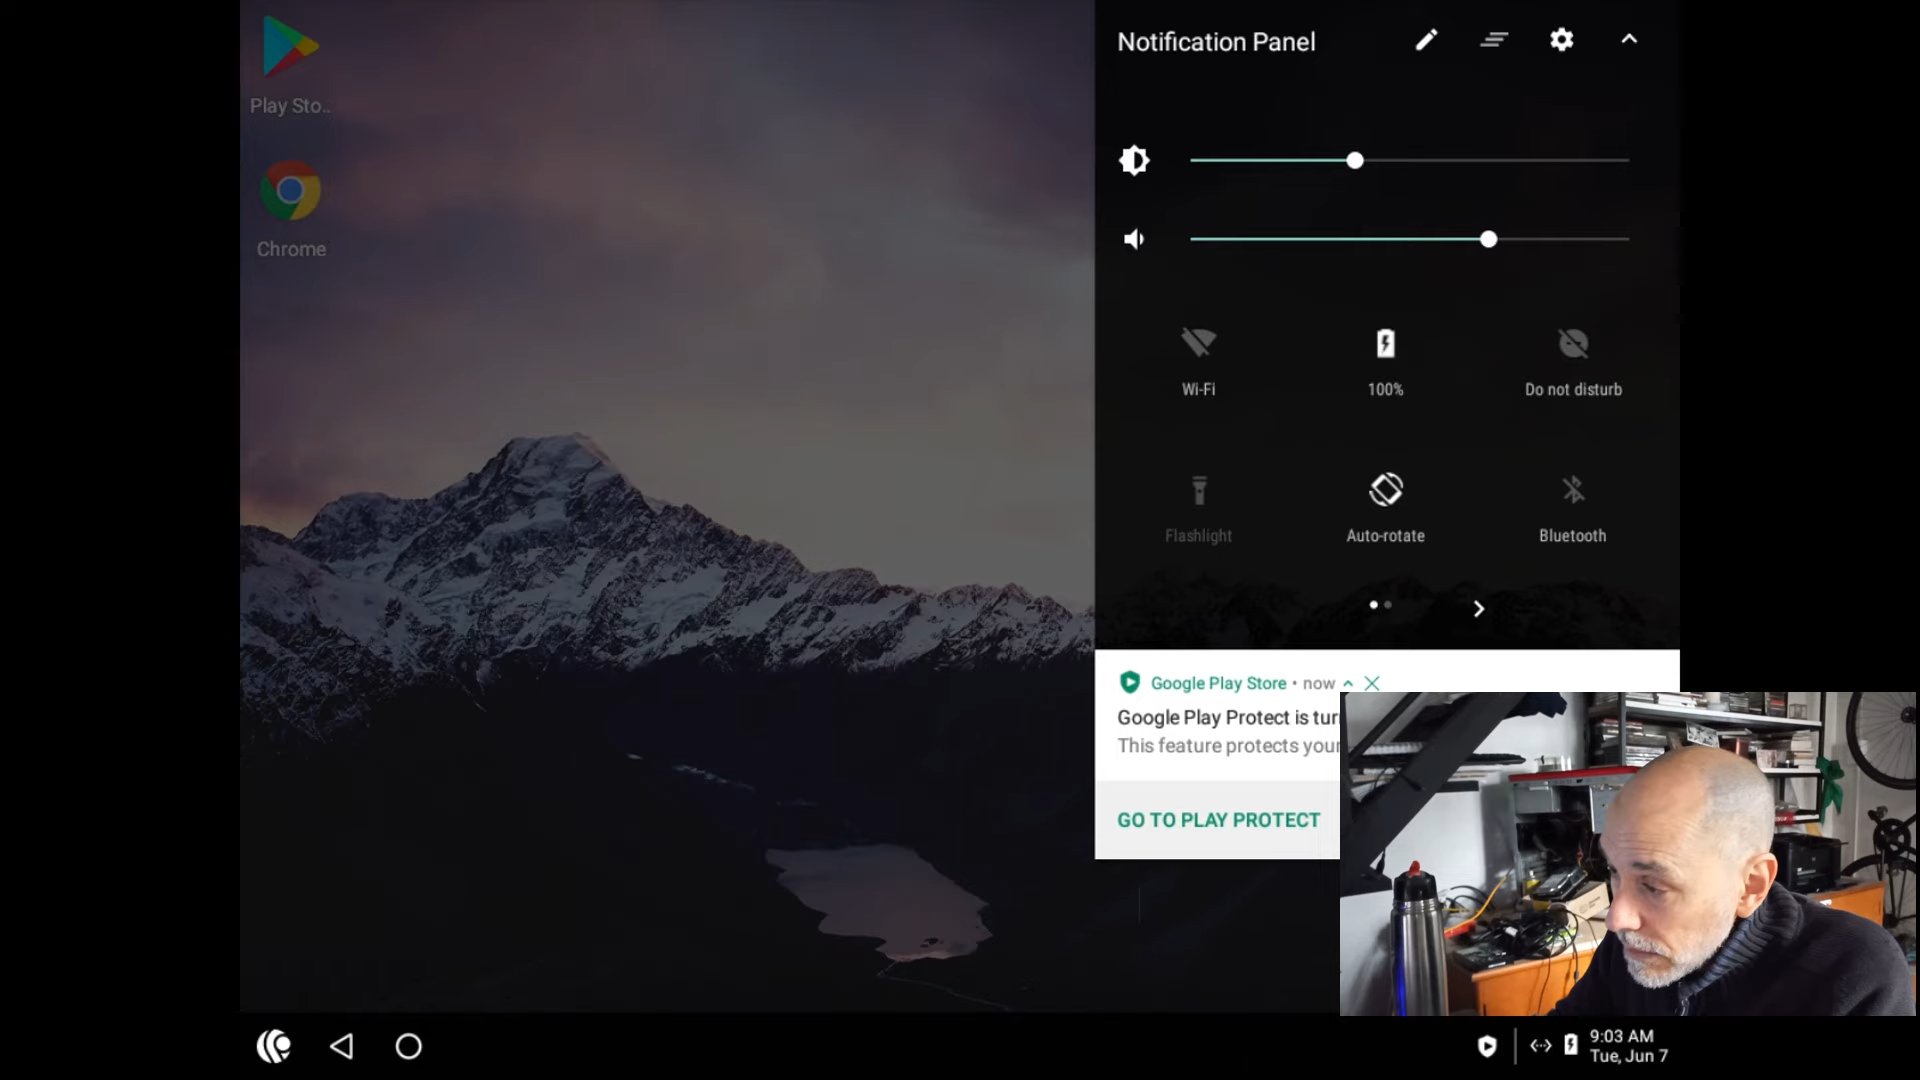 Play Sto..
Chrome
Notification Panel
Wi-Fi
100%
Do not disturb
Flashlight
Auto-rotate
Bluetooth
Google Play Store • now
Google Play Protect is tur
This feature protects your
GO TO PLAY PROTECT
9:03 AM
Tue, Jun 7